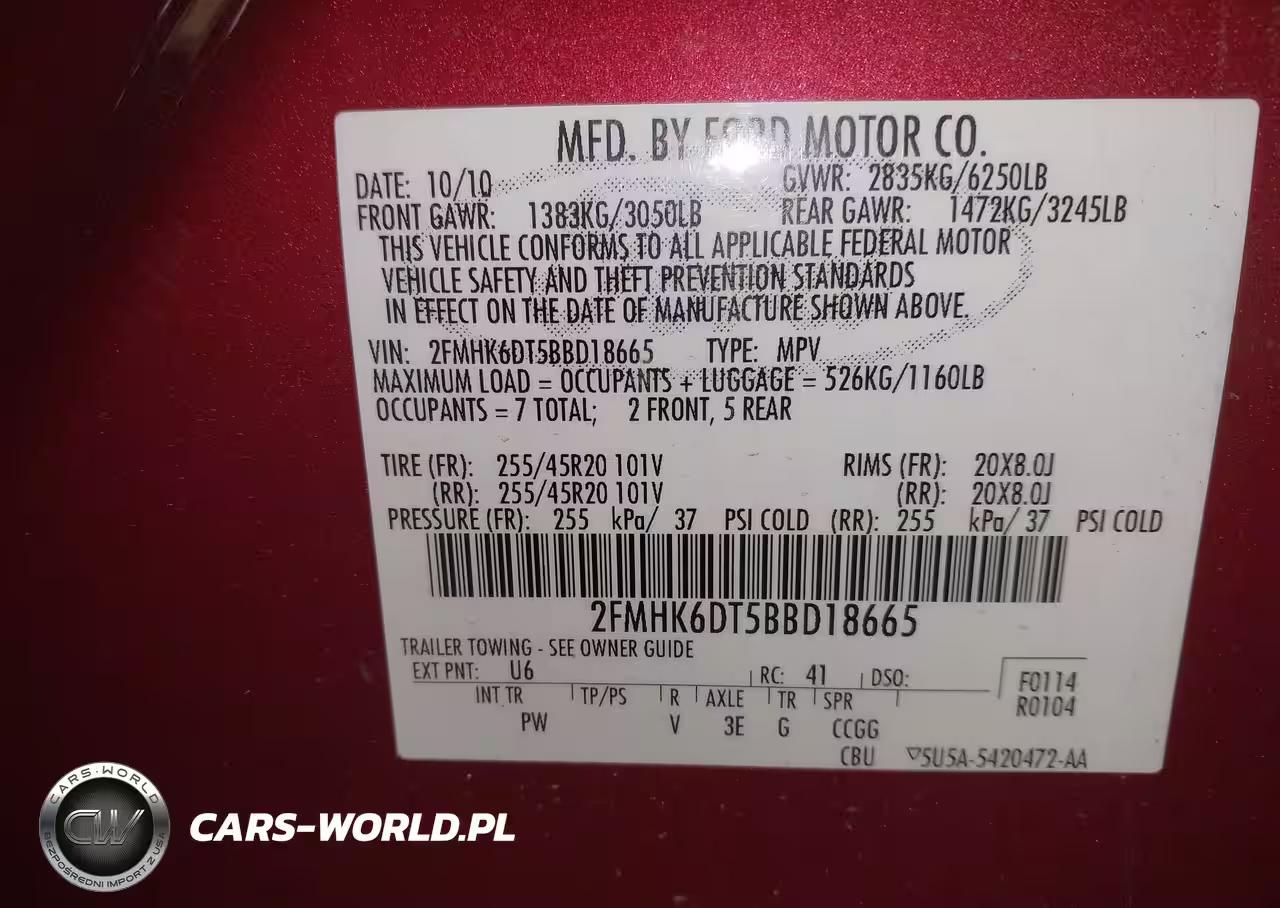 MFD. BY FORD MOTOR CO.
DATE: 10/10 GVWR: 2835KG/6250LB
FRONT GAWR: 1383KG/3050LB REAR GAWR: 1472KG/3245LB
THIS VEHICLE CONFORMS TO ALL APPLICABLE FEDERAL MOTOR
VEHICLE SAFETY AND THEFT PREVENTION STANDARDS
IN EFFECT ON THE DATE OF MANUFACTURE SHOWN ABOVE.
VIN: 2FMHK6DT5BBD18665 TYPE: MPV
MAXIMUM LOAD = OCCUPANTS + LUGGAGE = 526KG/1160LB
OCCUPANTS = 7 TOTAL; 2 FRONT, 5 REAR
TIRE (FR): 255/45R20 101V RIMS (FR): 20X8.0J
(RR): 255/45R20 101V (RR): 20X8.0J
PRESSURE (FR): 255 kPa/ 37 PSI COLD (RR): 255 kPa/ 37 PSI COLD
2FMHK6DT5BBD18665
TRAILER TOWING - SEE OWNER GUIDE
EXT PNT: U6 RC: 41 DSO: F0114
INT TR TP/PS R AXLE TR SPR R0104
PW V 3E G CCGG
CBU ▽5U5A-5420472-AA
CARS-WORLD
CW
BEZPOŚREDNI IMPORT Z USA
CARS-WORLD.PL